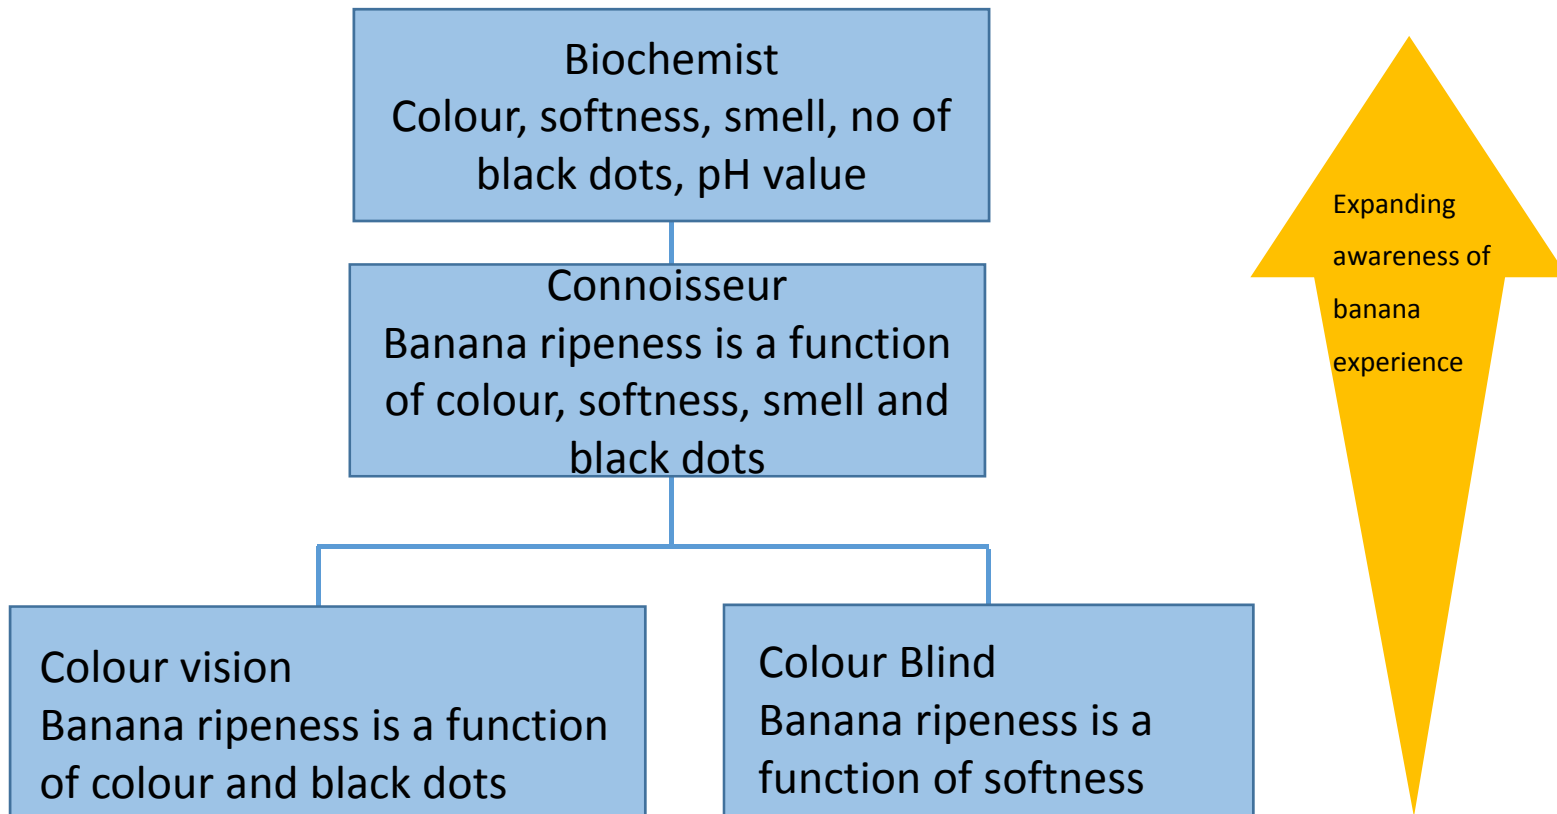 Biochemist
Colour, softness, smell, no of
black dots, pH value
Connoisseur
Banana ripeness is a function
of colour, softness, smell and
black dots
Colour vision
Banana ripeness is a function
of colour and black dots
Colour Blind
Banana ripeness is a
function of softness
Expanding
awareness of
banana
experience